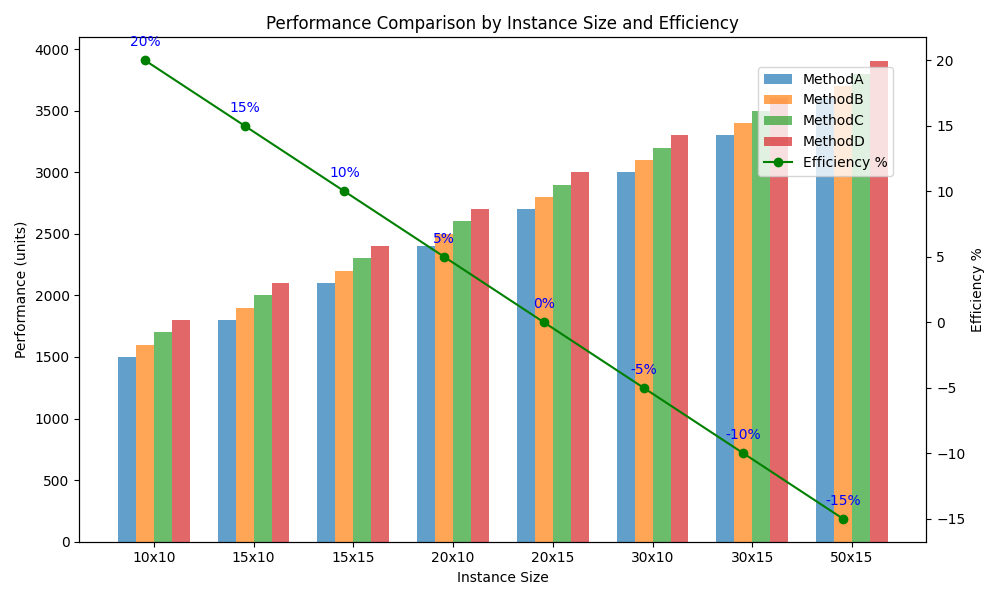 Performance Comparison by Instance Size and Efficiency
Performance (units)
4000
3500
3000
2500
2000
1500
1000
500
0
20%
15%
10%
5%
0%
-5%
-10%
-15%
MethodA
MethodB
MethodC
MethodD
Efficiency %
20
15
10
5
0
−5
−10
−15
Efficiency %
10x10 15x10 15x15 20x10 20x15 30x10 30x15 50x15
Instance Size